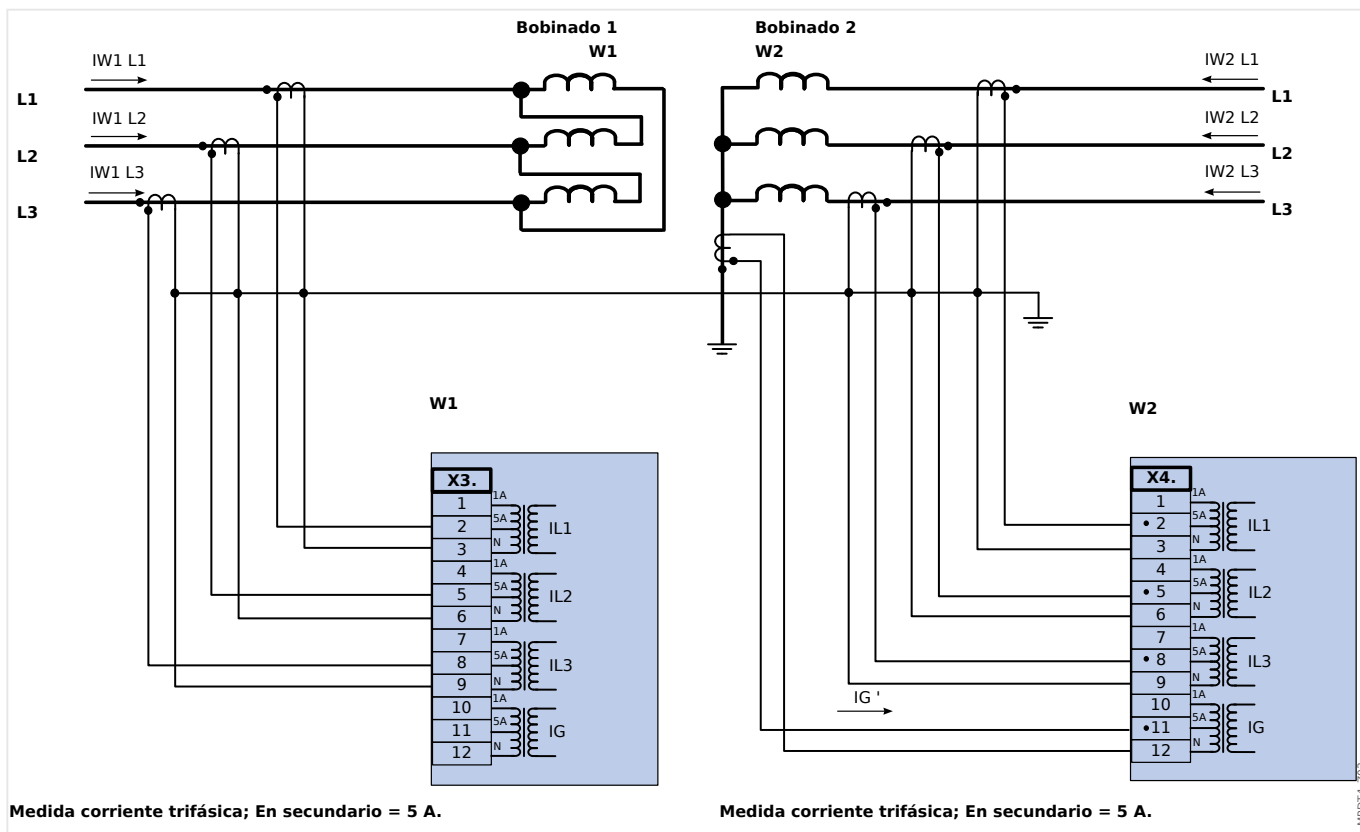 Bobinado 1
W1
Bobinado 2
W2
IW1 L1
L1
IW1 L2
L2
IW1 L3
L3
IW2 L1
L1
IW2 L2
L2
IW2 L3
L3
W1
X3.
1 1A
2 5A IL1
3 N
4 1A
5 5A IL2
6 N
7 1A
8 5A IL3
9 N
10 1A
11 5A IG
12 N
W2
X4.
1 1A
• 2 5A IL1
3 N
4 1A
• 5 5A IL2
6 N
7 1A
• 8 5A IL3
9 N
10 1A
• 11 5A IG
12 N
IG '
Medida corriente trifásica; En secundario = 5 A.
Medida corriente trifásica; En secundario = 5 A.